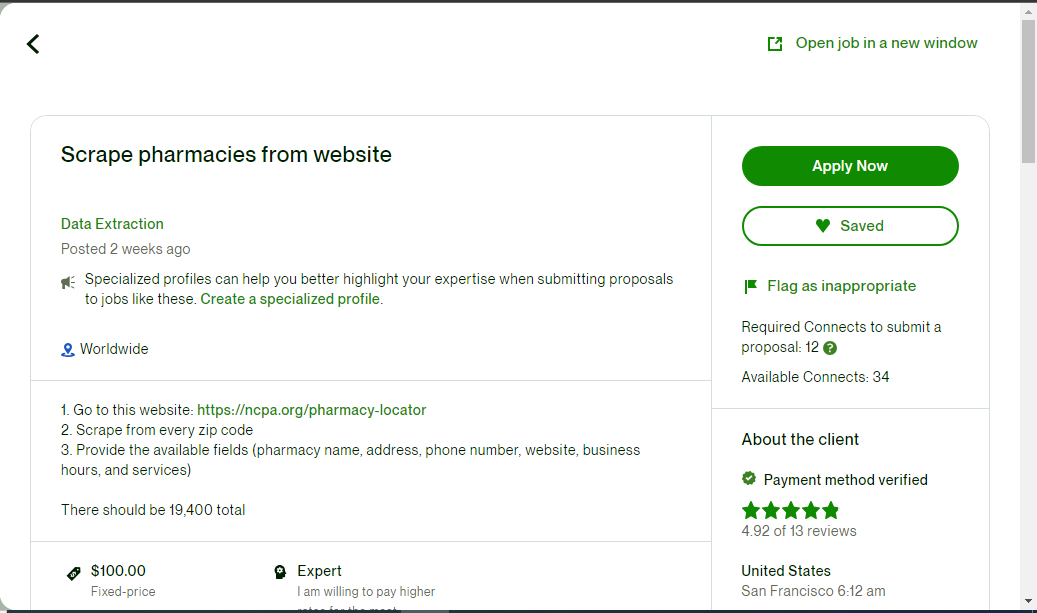 Open job in a new window
Scrape pharmacies from website
Data Extraction
Posted 2 weeks ago
Specialized profiles can help you better highlight your expertise when submitting proposals
to jobs like these. Create a specialized profile.
Worldwide
1. Go to this website: https://ncpa.org/pharmacy-locator
2. Scrape from every zip code
3. Provide the available fields (pharmacy name, address, phone number, website, business
hours, and services)
There should be 19,400 total
$100.00
Fixed-price
Expert
I am willing to pay higher
rates for the most
Apply Now
Saved
Flag as inappropriate
Required Connects to submit a
proposal: 12 ?
Available Connects: 34
About the client
Payment method verified
4.92 of 13 reviews
United States
San Francisco 6:12 am